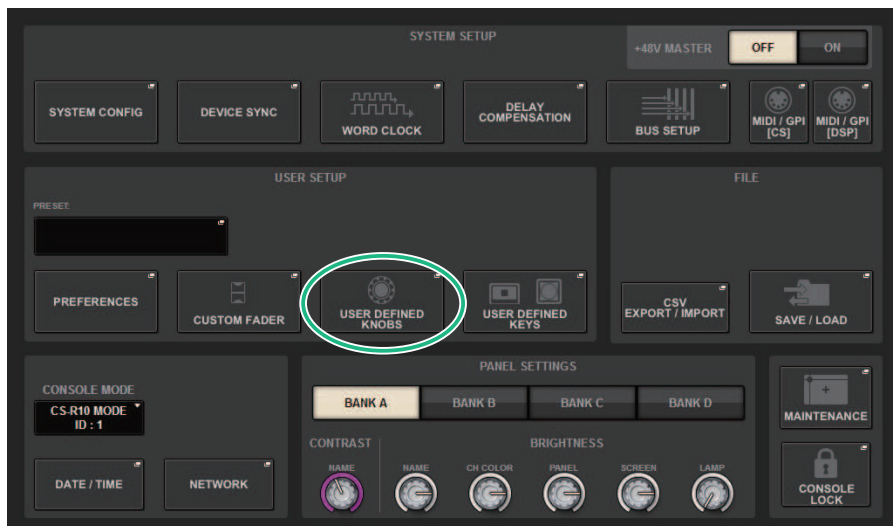 SYSTEM SETUP
+48V MASTER
OFF
ON
SYSTEM CONFIG
DEVICE SYNC
WORD CLOCK
DELAY
COMPENSATION
BUS SETUP
MIDI / GPI
[CS]
MIDI / GPI
[DSP]
USER SETUP
PRESET
PREFERENCES
CUSTOM FADER
USER DEFINED
KNOBS
USER DEFINED
KEYS
FILE
CSV
EXPORT / IMPORT
SAVE / LOAD
CONSOLE MODE
CS-R10 MODE
ID : 1
DATE / TIME
NETWORK
PANEL SETTINGS
BANK A
BANK B
BANK C
BANK D
CONTRAST
BRIGHTNESS
NAME
NAME
CH COLOR
PANEL
SCREEN
LAMP
MAINTENANCE
CONSOLE
LOCK